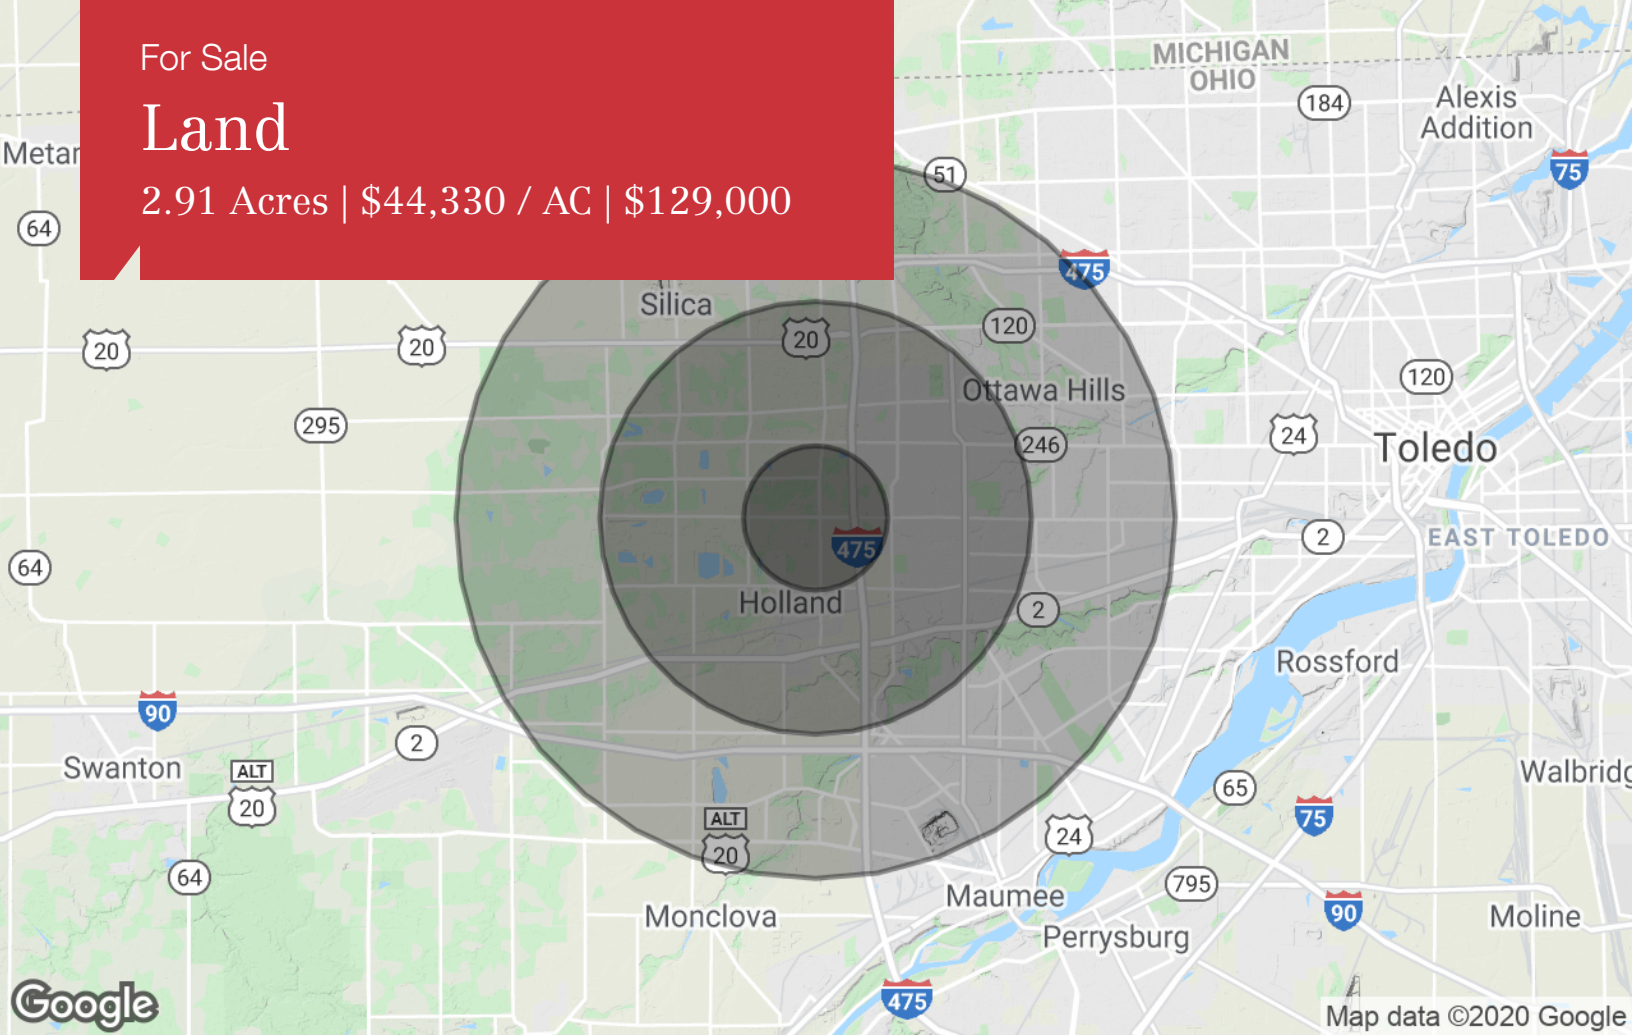 For Sale
Land
2.91 Acres | $44,330 / AC | $129,000
MICHIGAN
OHIO
184
Alexis
Addition
Metar
51
75
64
475
Silica
120
20
20
20
120
Ottawa Hills
295
24
246
Toledo
475
2
EAST TOLEDO
64
Holland
2
Rossford
90
2
Swanton
ALT
20
Walbridg
65
75
ALT
20
24
64
795
Maumee
90
Monclova
Moline
Perrysburg
475
Google
Map data ©2020 Google